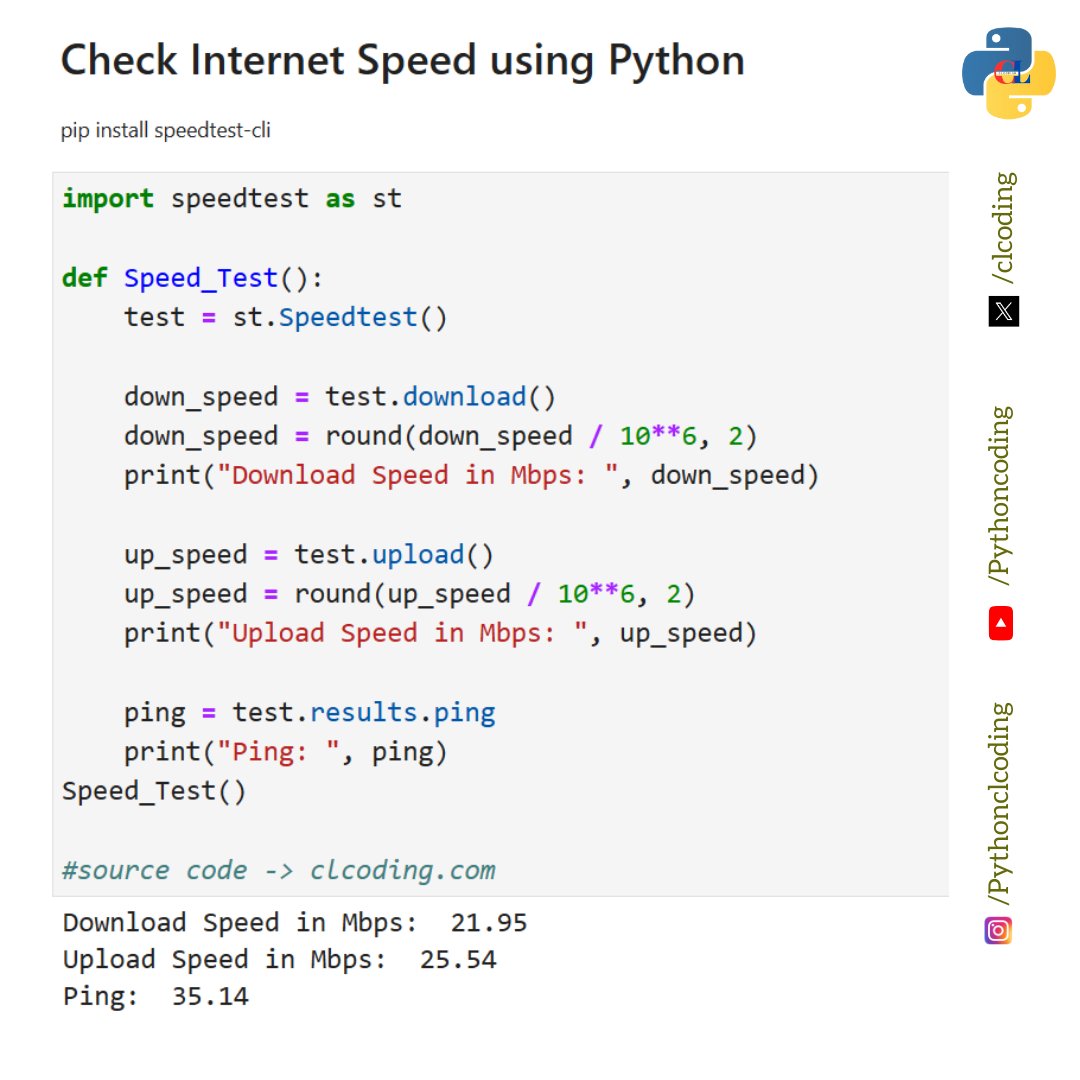 Check Internet Speed using Python
pip install speedtest-cli
import speedtest as st
def Speed_Test():
    test = st.Speedtest()
    down_speed = test.download()
    down_speed = round(down_speed / 10**6, 2)
    print("Download Speed in Mbps: ", down_speed)
    up_speed = test.upload()
    up_speed = round(up_speed / 10**6, 2)
    print("Upload Speed in Mbps: ", up_speed)
    ping = test.results.ping
    print("Ping: ", ping)
Speed_Test()
#source code -> clcoding.com
Download Speed in Mbps:  21.95
Upload Speed in Mbps:  25.54
Ping:  35.14
CL
/clcoding
/Pythoncoding
/Pythonclcoding